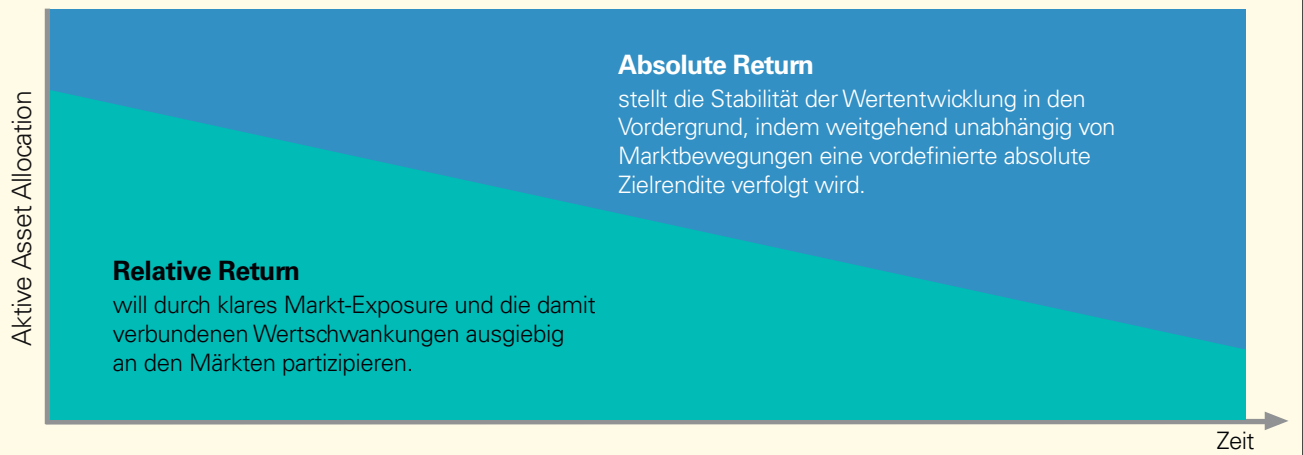 Absolute Return
stellt die Stabilität der Wertentwicklung in den
Vordergrund, indem weitgehend unabhängig von
Marktbewegungen eine vordefinierte absolute
Zielrendite verfolgt wird.
Aktive Asset Allocation
Relative Return
will durch klares Markt-Exposure und die damit
verbundenen Wertschwankungen ausgiebig
an den Märkten partizipieren.
Zeit